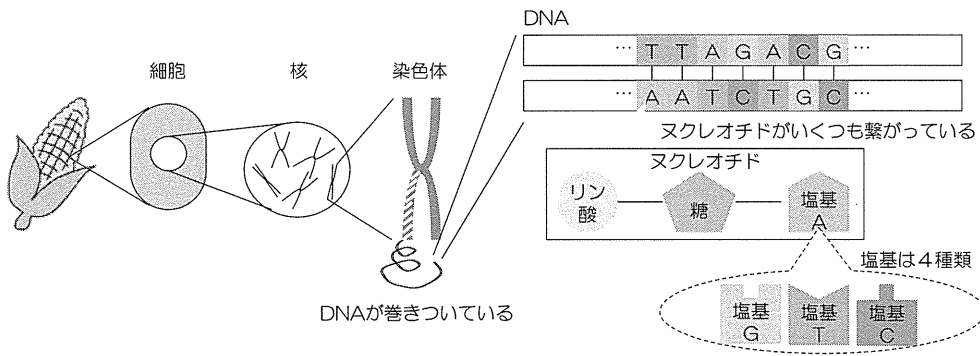 DNA
… T T A G A C G …
… A A T C T G C …
ヌクレオチドがいくつも繋がっている
細胞
核
染色体
DNAが巻きついている
ヌクレオチド
リン
酸
糖
塩基
A
塩基は4種類
塩基
G
塩基
T
塩基
C